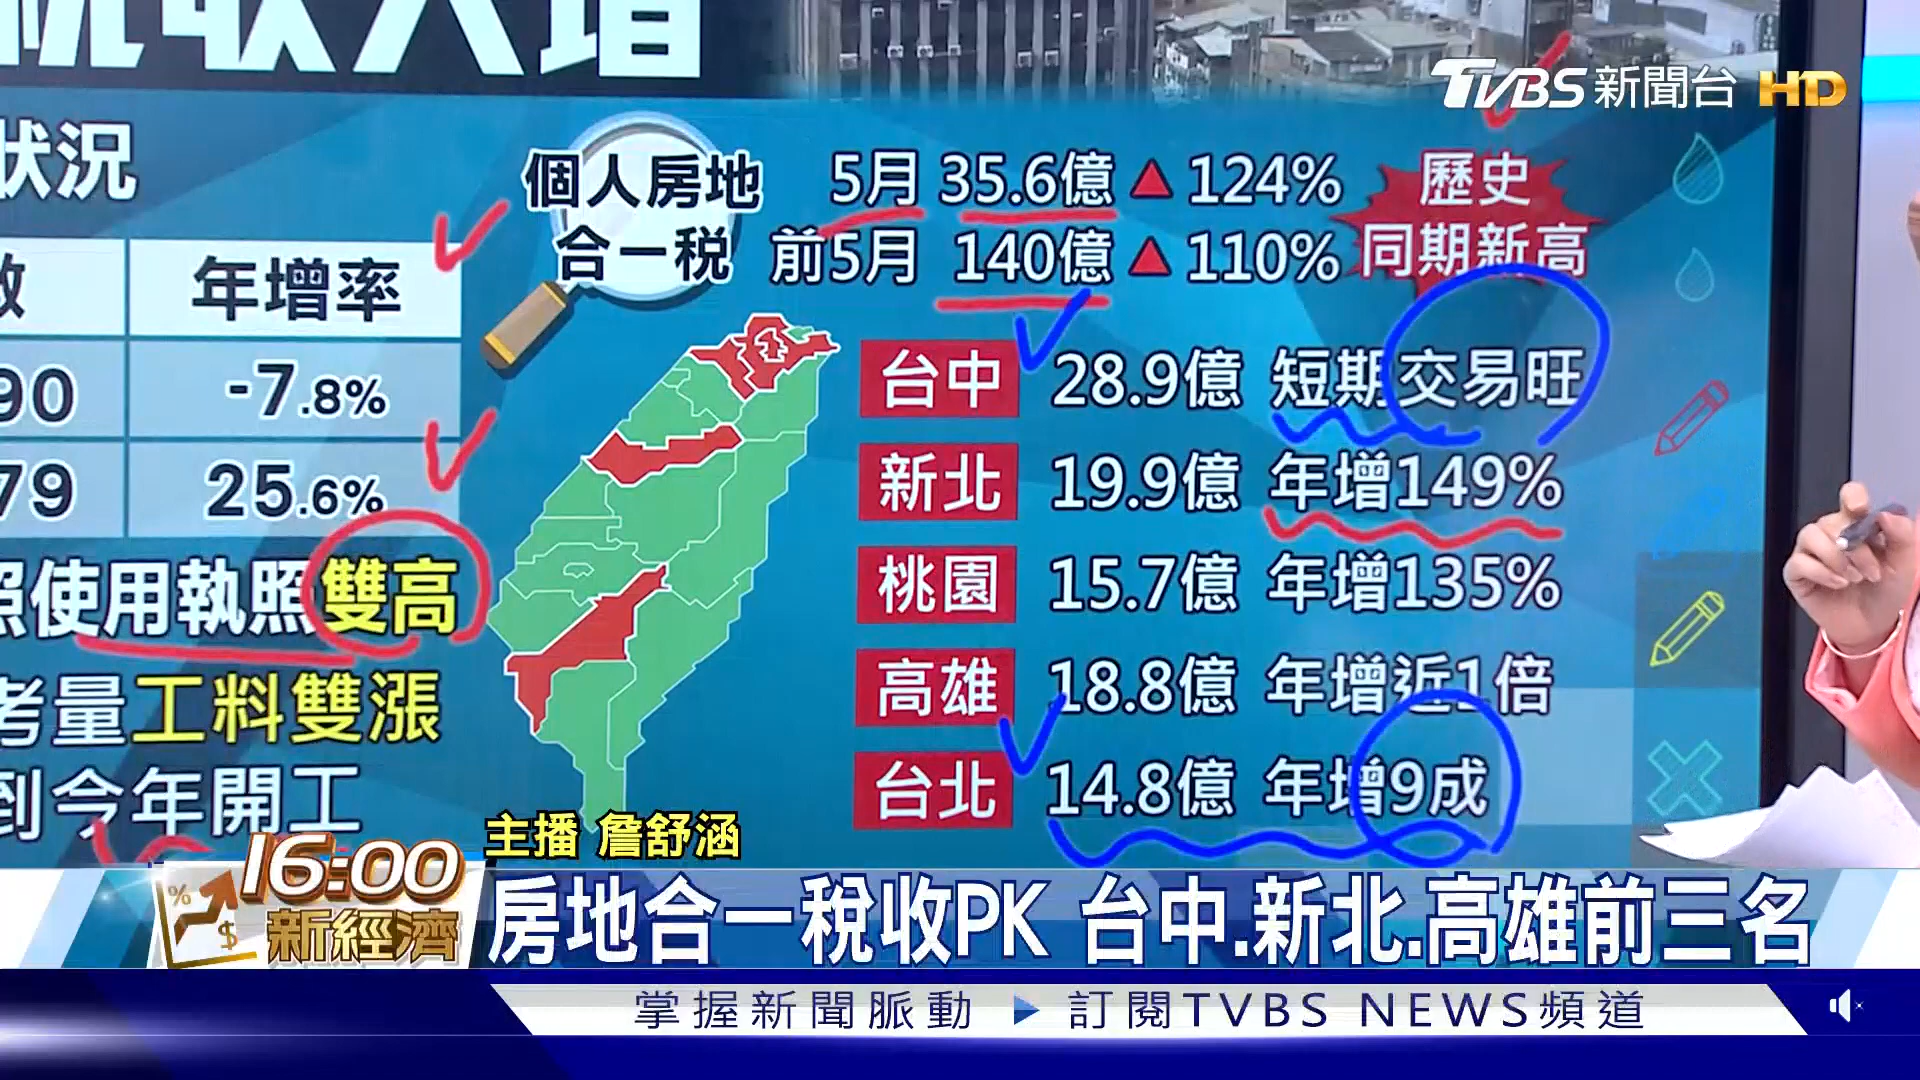 稅收大增
TVBS新聞台 HD
狀況
個人房地合一稅
5月 35.6億 ▲ 124%
前5月 140億 ▲ 110%
歷史
同期新高
年增率
90 -7.8%
79 25.6%
照使用執照雙高
考量工料雙漲
到今年開工
台中 28.9億 短期交易旺
新北 19.9億 年增149%
桃園 15.7億 年增135%
高雄 18.8億 年增近1倍
台北 14.8億 年增9成
主播 詹舒涵
16:00
新經濟
房地合一稅收PK 台中.新北.高雄前三名
掌握新聞脈動 ▶ 訂閱TVBS NEWS頻道